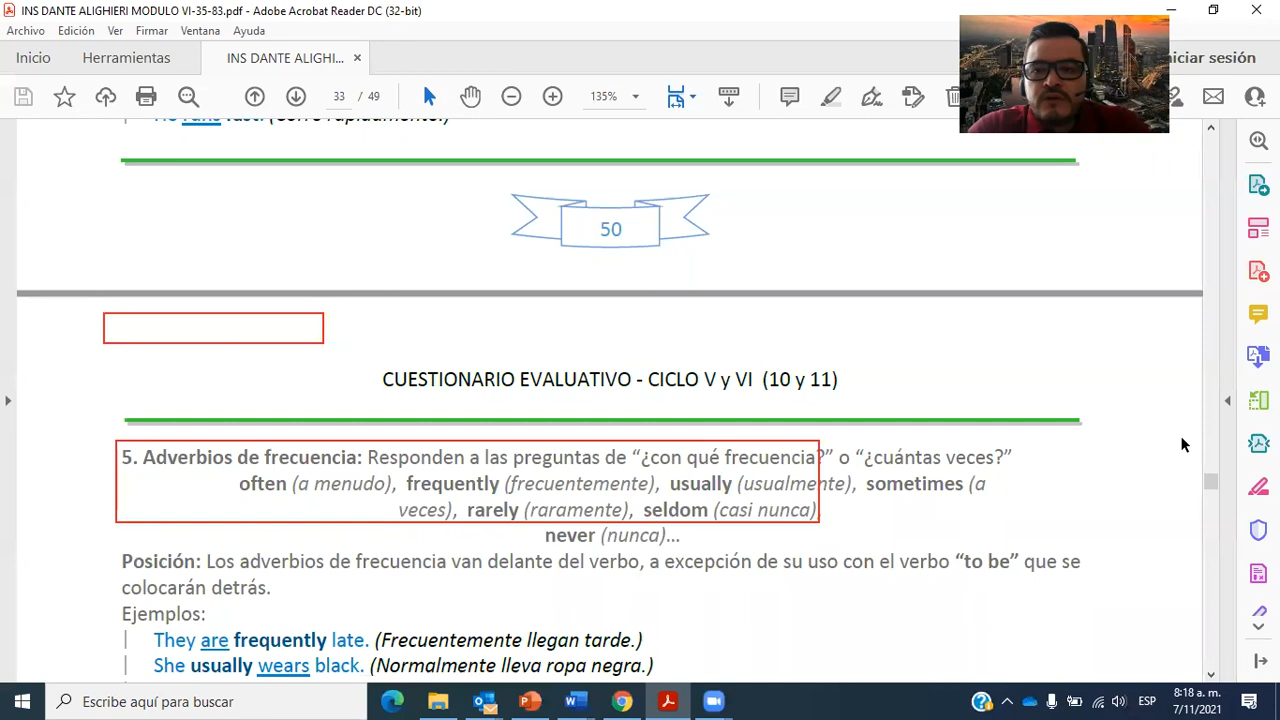 INS DANTE ALIGHIERI MODULO VI-35-83.pdf - Adobe Acrobat Reader DC (32-bit)
Archivo Edición Ver Firmar Ventana Ayuda
Inicio Herramientas INS DANTE ALIGHI... × iciar sesión
33 / 49 135%
50
CUESTIONARIO EVALUATIVO - CICLO V y VI (10 y 11)
5. Adverbios de frecuencia: Responden a las preguntas de “¿con qué frecuencia?” o “¿cuántas veces?”
often (a menudo), frequently (frecuentemente), usually (usualmente), sometimes (a
veces), rarely (raramente), seldom (casi nunca),
never (nunca)…
Posición: Los adverbios de frecuencia van delante del verbo, a excepción de su uso con el verbo “to be” que se
colocarán detrás.
Ejemplos:
They are frequently late. (Frecuentemente llegan tarde.)
She usually wears black. (Normalmente lleva ropa negra.)
Escribe aquí para buscar
ESP
8:18 a. m.
7/11/2021